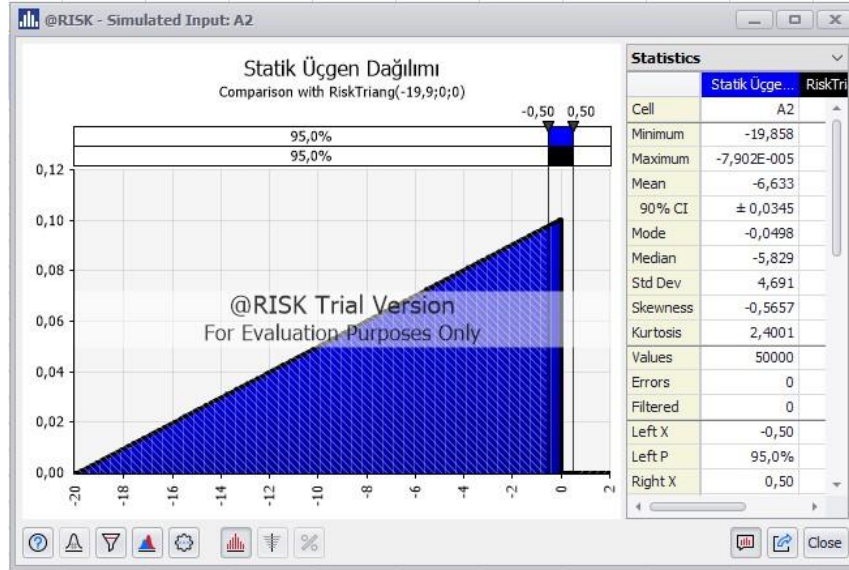 @RISK - Simulated Input: A2
Statik Üçgen Dağılımı
Comparison with RiskTriang(-19,9;0;0)
-0,50 0,50
95,0%
95,0%
0,12
0,10
0,08
0,06
0,04
0,02
0,00
-20 -18 -16 -14 -12 -10 -8 -6 -4 -2 0 2
@RISK Trial Version
For Evaluation Purposes Only
Statistics
Statik Üçge... RiskTri
Cell A2
Minimum -19,858
Maximum -7,902E-005
Mean -6,633
90% CI ± 0,0345
Mode -0,0498
Median -5,829
Std Dev 4,691
Skewness -0,5657
Kurtosis 2,4001
Values 50000
Errors 0
Filtered 0
Left X -0,50
Left P 95,0%
Right X 0,50
Close